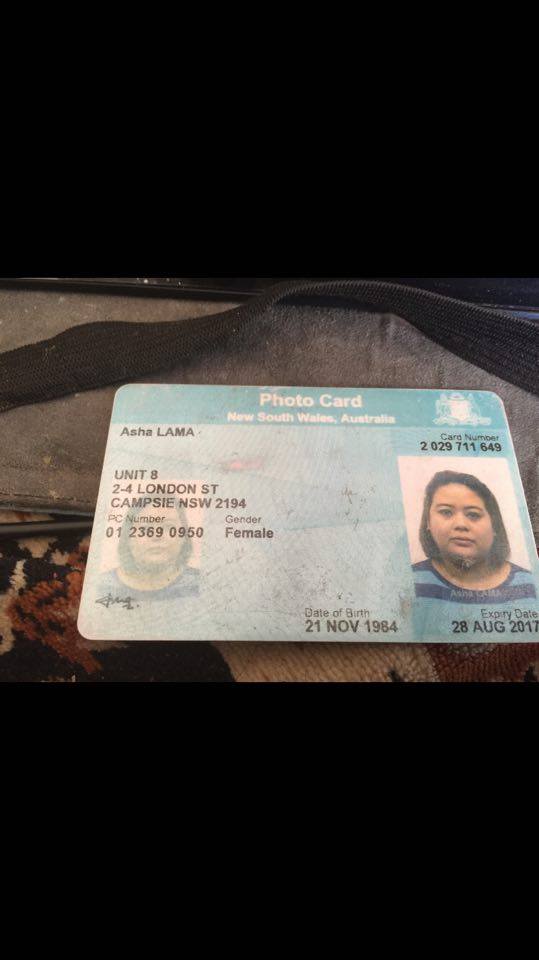 Photo Card
New South Wales, Australia
Asha LAMA
Card Number
2 029 711 649
UNIT 8
2-4 LONDON ST
CAMPSIE NSW 2194
PC Number
Gender
01 2369 0950
Female
Asha LAMA
Date of Birth
Expiry Date
21 NOV 1984
28 AUG 2017